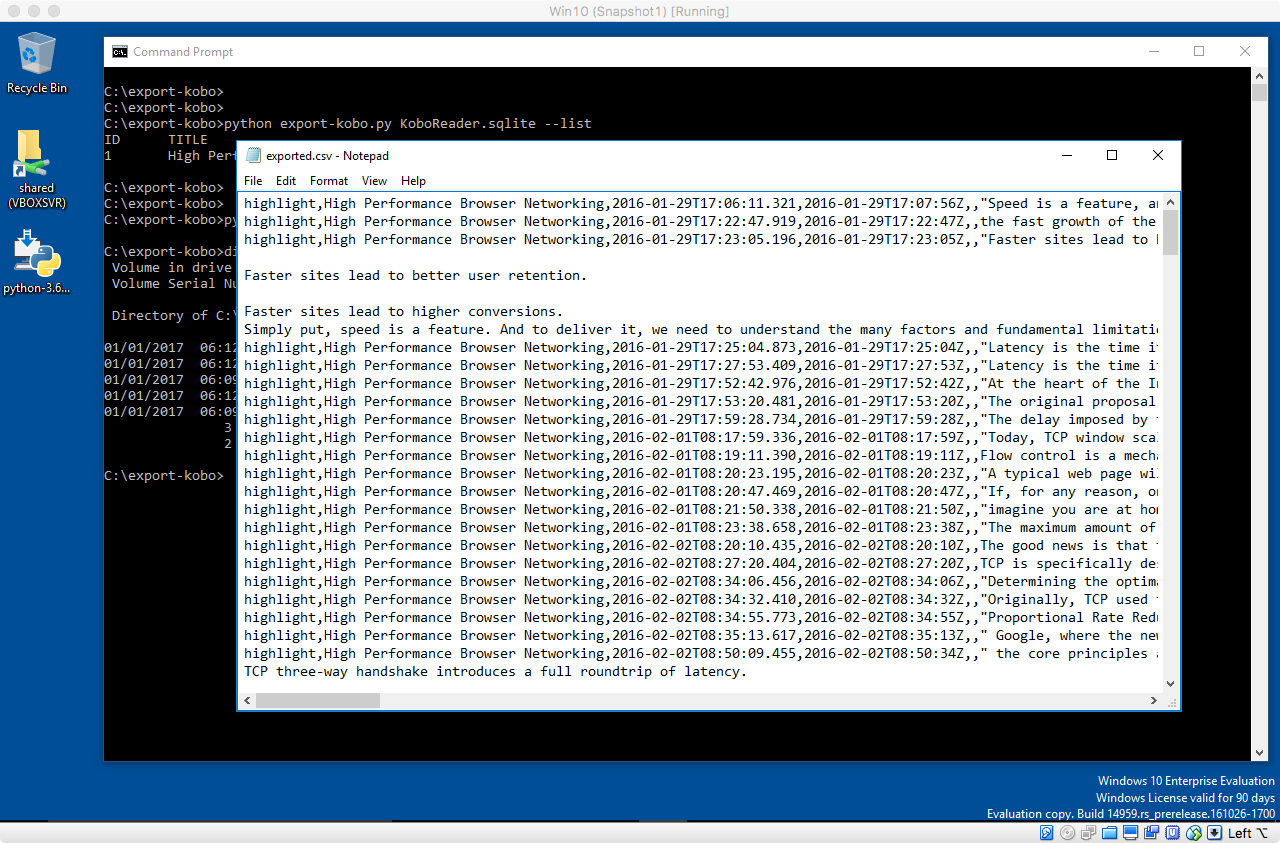 Win10 (Snapshot1) [Running]
Recycle Bin
shared
(VBOXSVR)
python-3.6...
Command Prompt
C:\export-kobo>
C:\export-kobo>
C:\export-kobo>python export-kobo.py KoboReader.sqlite --list
ID TITLE
1 High Perf
C:\export-kobo>
C:\export-kobo>
C:\export-kobo>py
C:\export-kobo>di
Volume in drive
Volume Serial Nu
Directory of C:\
01/01/2017 06:12
01/01/2017 06:12
01/01/2017 06:09
01/01/2017 06:12
01/01/2017 06:09
3
2
C:\export-kobo>
exported.csv - Notepad
File Edit Format View Help
highlight,High Performance Browser Networking,2016-01-29T17:06:11.321,2016-01-29T17:07:56Z,,"Speed is a feature, an
highlight,High Performance Browser Networking,2016-01-29T17:22:47.919,2016-01-29T17:22:47Z,,the fast growth of the
highlight,High Performance Browser Networking,2016-01-29T17:23:05.196,2016-01-29T17:23:05Z,,"Faster sites lead to b
Faster sites lead to better user retention.
Faster sites lead to higher conversions.
Simply put, speed is a feature. And to deliver it, we need to understand the many factors and fundamental limitatio
highlight,High Performance Browser Networking,2016-01-29T17:25:04.873,2016-01-29T17:25:04Z,,"Latency is the time it
highlight,High Performance Browser Networking,2016-01-29T17:27:53.409,2016-01-29T17:27:53Z,,"Latency is the time it
highlight,High Performance Browser Networking,2016-01-29T17:52:42.976,2016-01-29T17:52:42Z,,"At the heart of the In
highlight,High Performance Browser Networking,2016-01-29T17:53:20.481,2016-01-29T17:53:20Z,,"The original proposal
highlight,High Performance Browser Networking,2016-01-29T17:59:28.734,2016-01-29T17:59:28Z,,"The delay imposed by t
highlight,High Performance Browser Networking,2016-02-01T08:17:59.336,2016-02-01T08:17:59Z,,"Today, TCP window scal
highlight,High Performance Browser Networking,2016-02-01T08:19:11.390,2016-02-01T08:19:11Z,,Flow control is a mecha
highlight,High Performance Browser Networking,2016-02-01T08:20:23.195,2016-02-01T08:20:23Z,,"A typical web page wil
highlight,High Performance Browser Networking,2016-02-01T08:20:47.469,2016-02-01T08:20:47Z,,"If, for any reason, on
highlight,High Performance Browser Networking,2016-02-01T08:21:50.338,2016-02-01T08:21:50Z,,"imagine you are at hom
highlight,High Performance Browser Networking,2016-02-01T08:23:38.658,2016-02-01T08:23:38Z,,"The maximum amount of
highlight,High Performance Browser Networking,2016-02-02T08:20:10.435,2016-02-02T08:20:10Z,,The good news is that t
highlight,High Performance Browser Networking,2016-02-02T08:27:20.404,2016-02-02T08:27:20Z,,TCP is specifically des
highlight,High Performance Browser Networking,2016-02-02T08:34:06.456,2016-02-02T08:34:06Z,,"Determining the optima
highlight,High Performance Browser Networking,2016-02-02T08:34:32.410,2016-02-02T08:34:32Z,,"Originally, TCP used t
highlight,High Performance Browser Networking,2016-02-02T08:34:55.773,2016-02-02T08:34:55Z,,"Proportional Rate Redu
highlight,High Performance Browser Networking,2016-02-02T08:35:13.617,2016-02-02T08:35:13Z,," Google, where the new
highlight,High Performance Browser Networking,2016-02-02T08:50:09.455,2016-02-02T08:50:34Z,," the core principles a
TCP three-way handshake introduces a full roundtrip of latency.
Windows 10 Enterprise Evaluation
Windows License valid for 90 days
Evaluation copy. Build 14959.rs_prerelease.161026-1700
Left ⌥